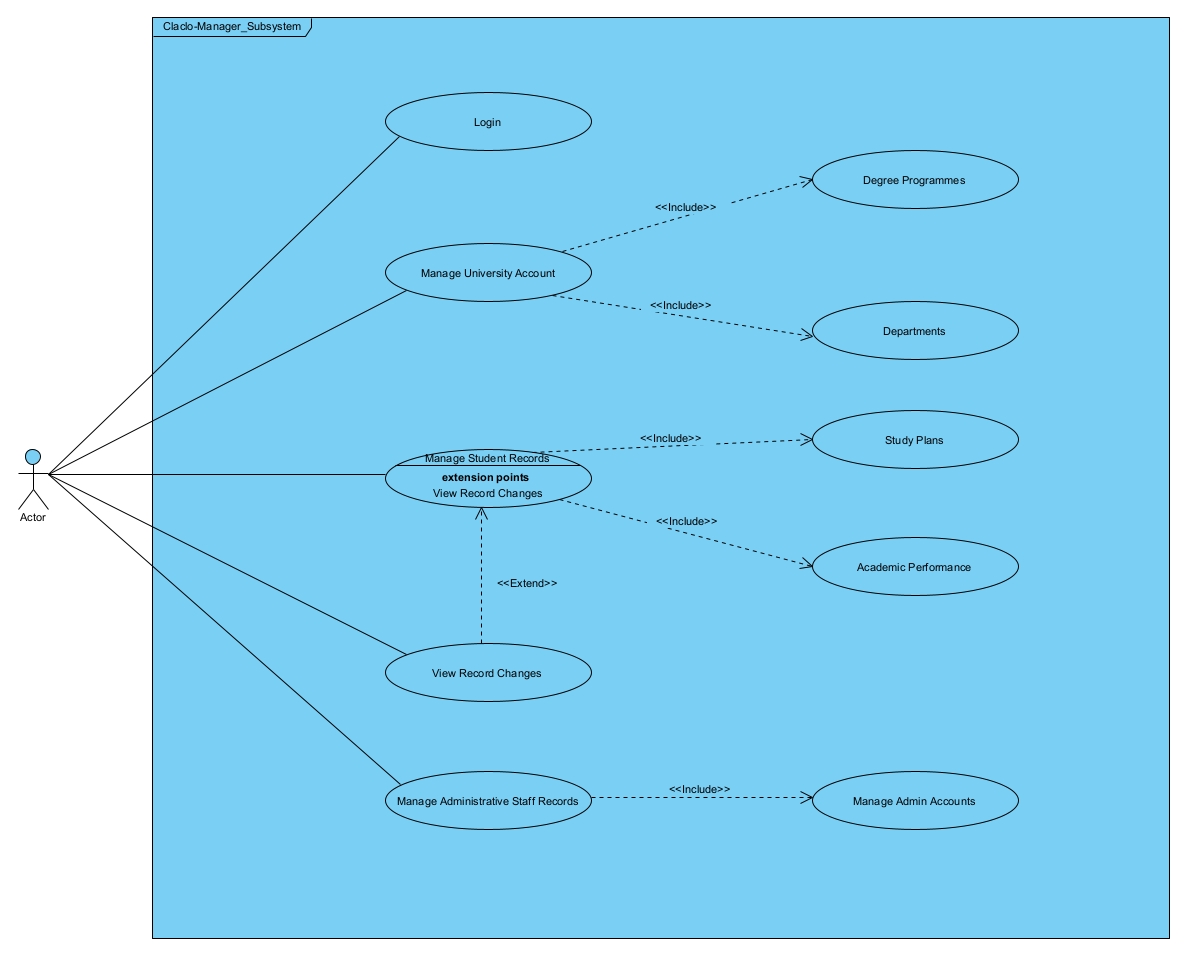 Claclo-Manager_Subsystem
Login
Degree Programmes
<<Include>>
Manage University Account
<<Include>>
Departments
<<Include>>
Study Plans
Manage Student Records
extension points
View Record Changes
Actor
<<Include>>
Academic Performance
<<Extend>>
View Record Changes
<<Include>>
Manage Administrative Staff Records
Manage Admin Accounts